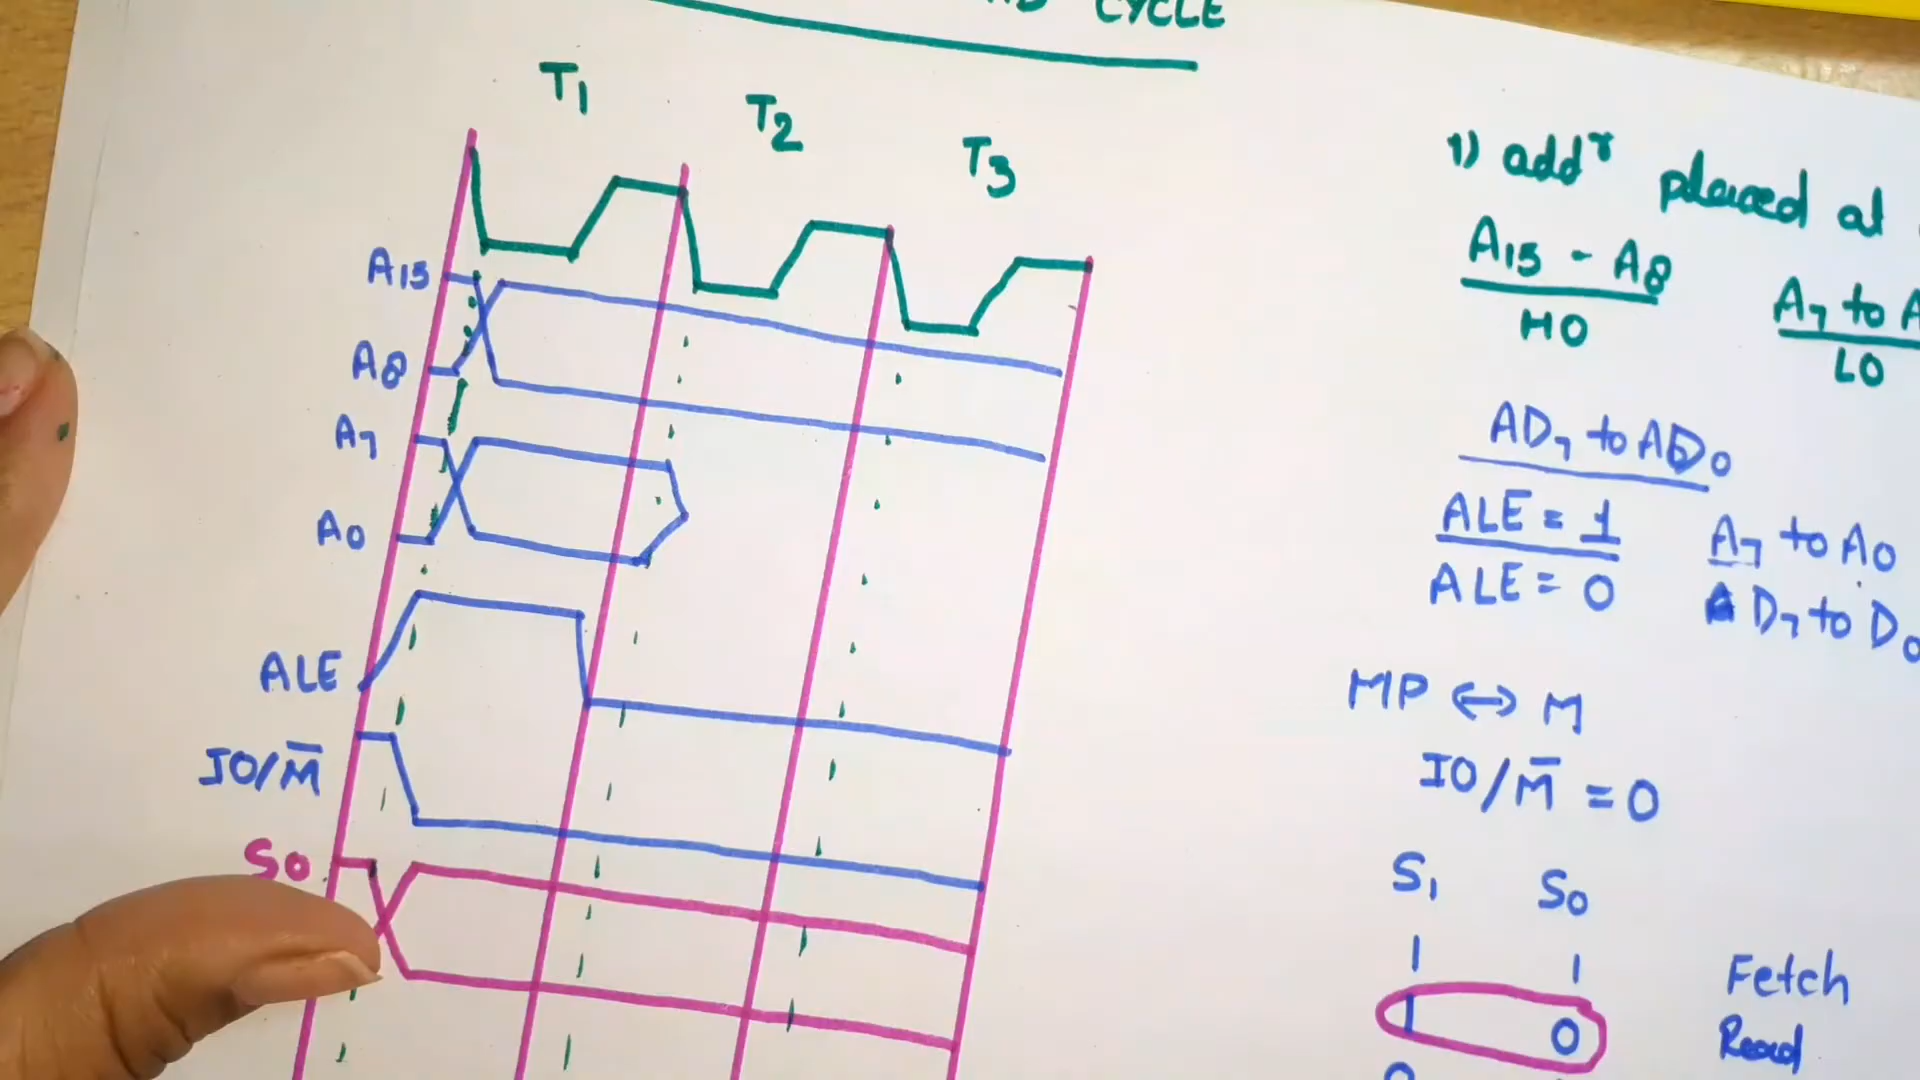 CYCLE
T1 T2 T3
A15
A8
A7
A0
ALE
IO/M̅
S0
1) addr placed at
A15 - A8
HO
A7 to A
LO
AD7 to AD0
ALE = 1 A7 to A0
ALE = 0 D7 to D0
MP ↔ M
IO/M̅ = 0
S1 S0
1 1 Fetch
1 0 Read
0